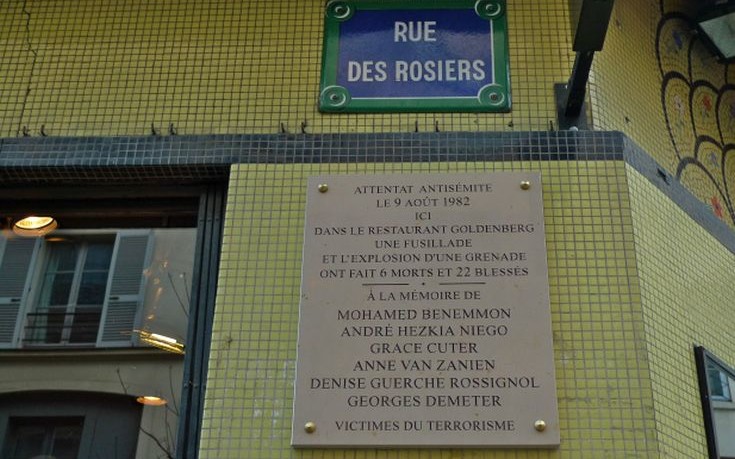 RUE
DES ROSIERS
ATTENTAT ANTISÉMITE
LE 9 AOÛT 1982
ICI
DANS LE RESTAURANT GOLDENBERG
UNE FUSILLADE
ET L'EXPLOSION D'UNE GRENADE
ONT FAIT 6 MORTS ET 22 BLESSÉS
À LA MÉMOIRE DE
MOHAMED BENEMMON
ANDRÉ HEZKIA NIEGO
GRACE CUTER
ANNE VAN ZANIEN
DENISE GUERCHE ROSSIGNOL
GEORGES DEMETER
VICTIMES DU TERRORISME